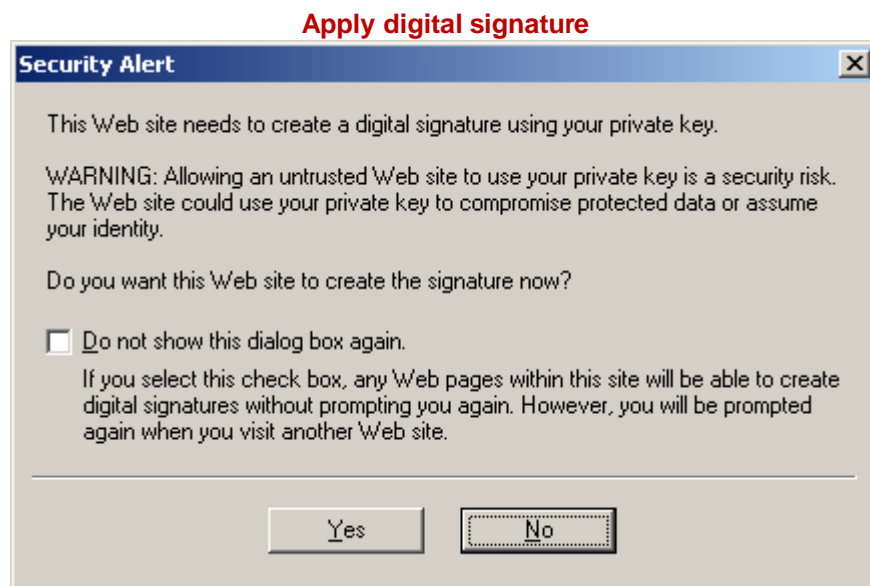 Apply digital signature
Security Alert
This Web site needs to create a digital signature using your private key.
WARNING: Allowing an untrusted Web site to use your private key is a security risk.
The Web site could use your private key to compromise protected data or assume
your identity.
Do you want this Web site to create the signature now?
Do not show this dialog box again.
If you select this check box, any Web pages within this site will be able to create
digital signatures without prompting you again. However, you will be prompted
again when you visit another Web site.
Yes
No